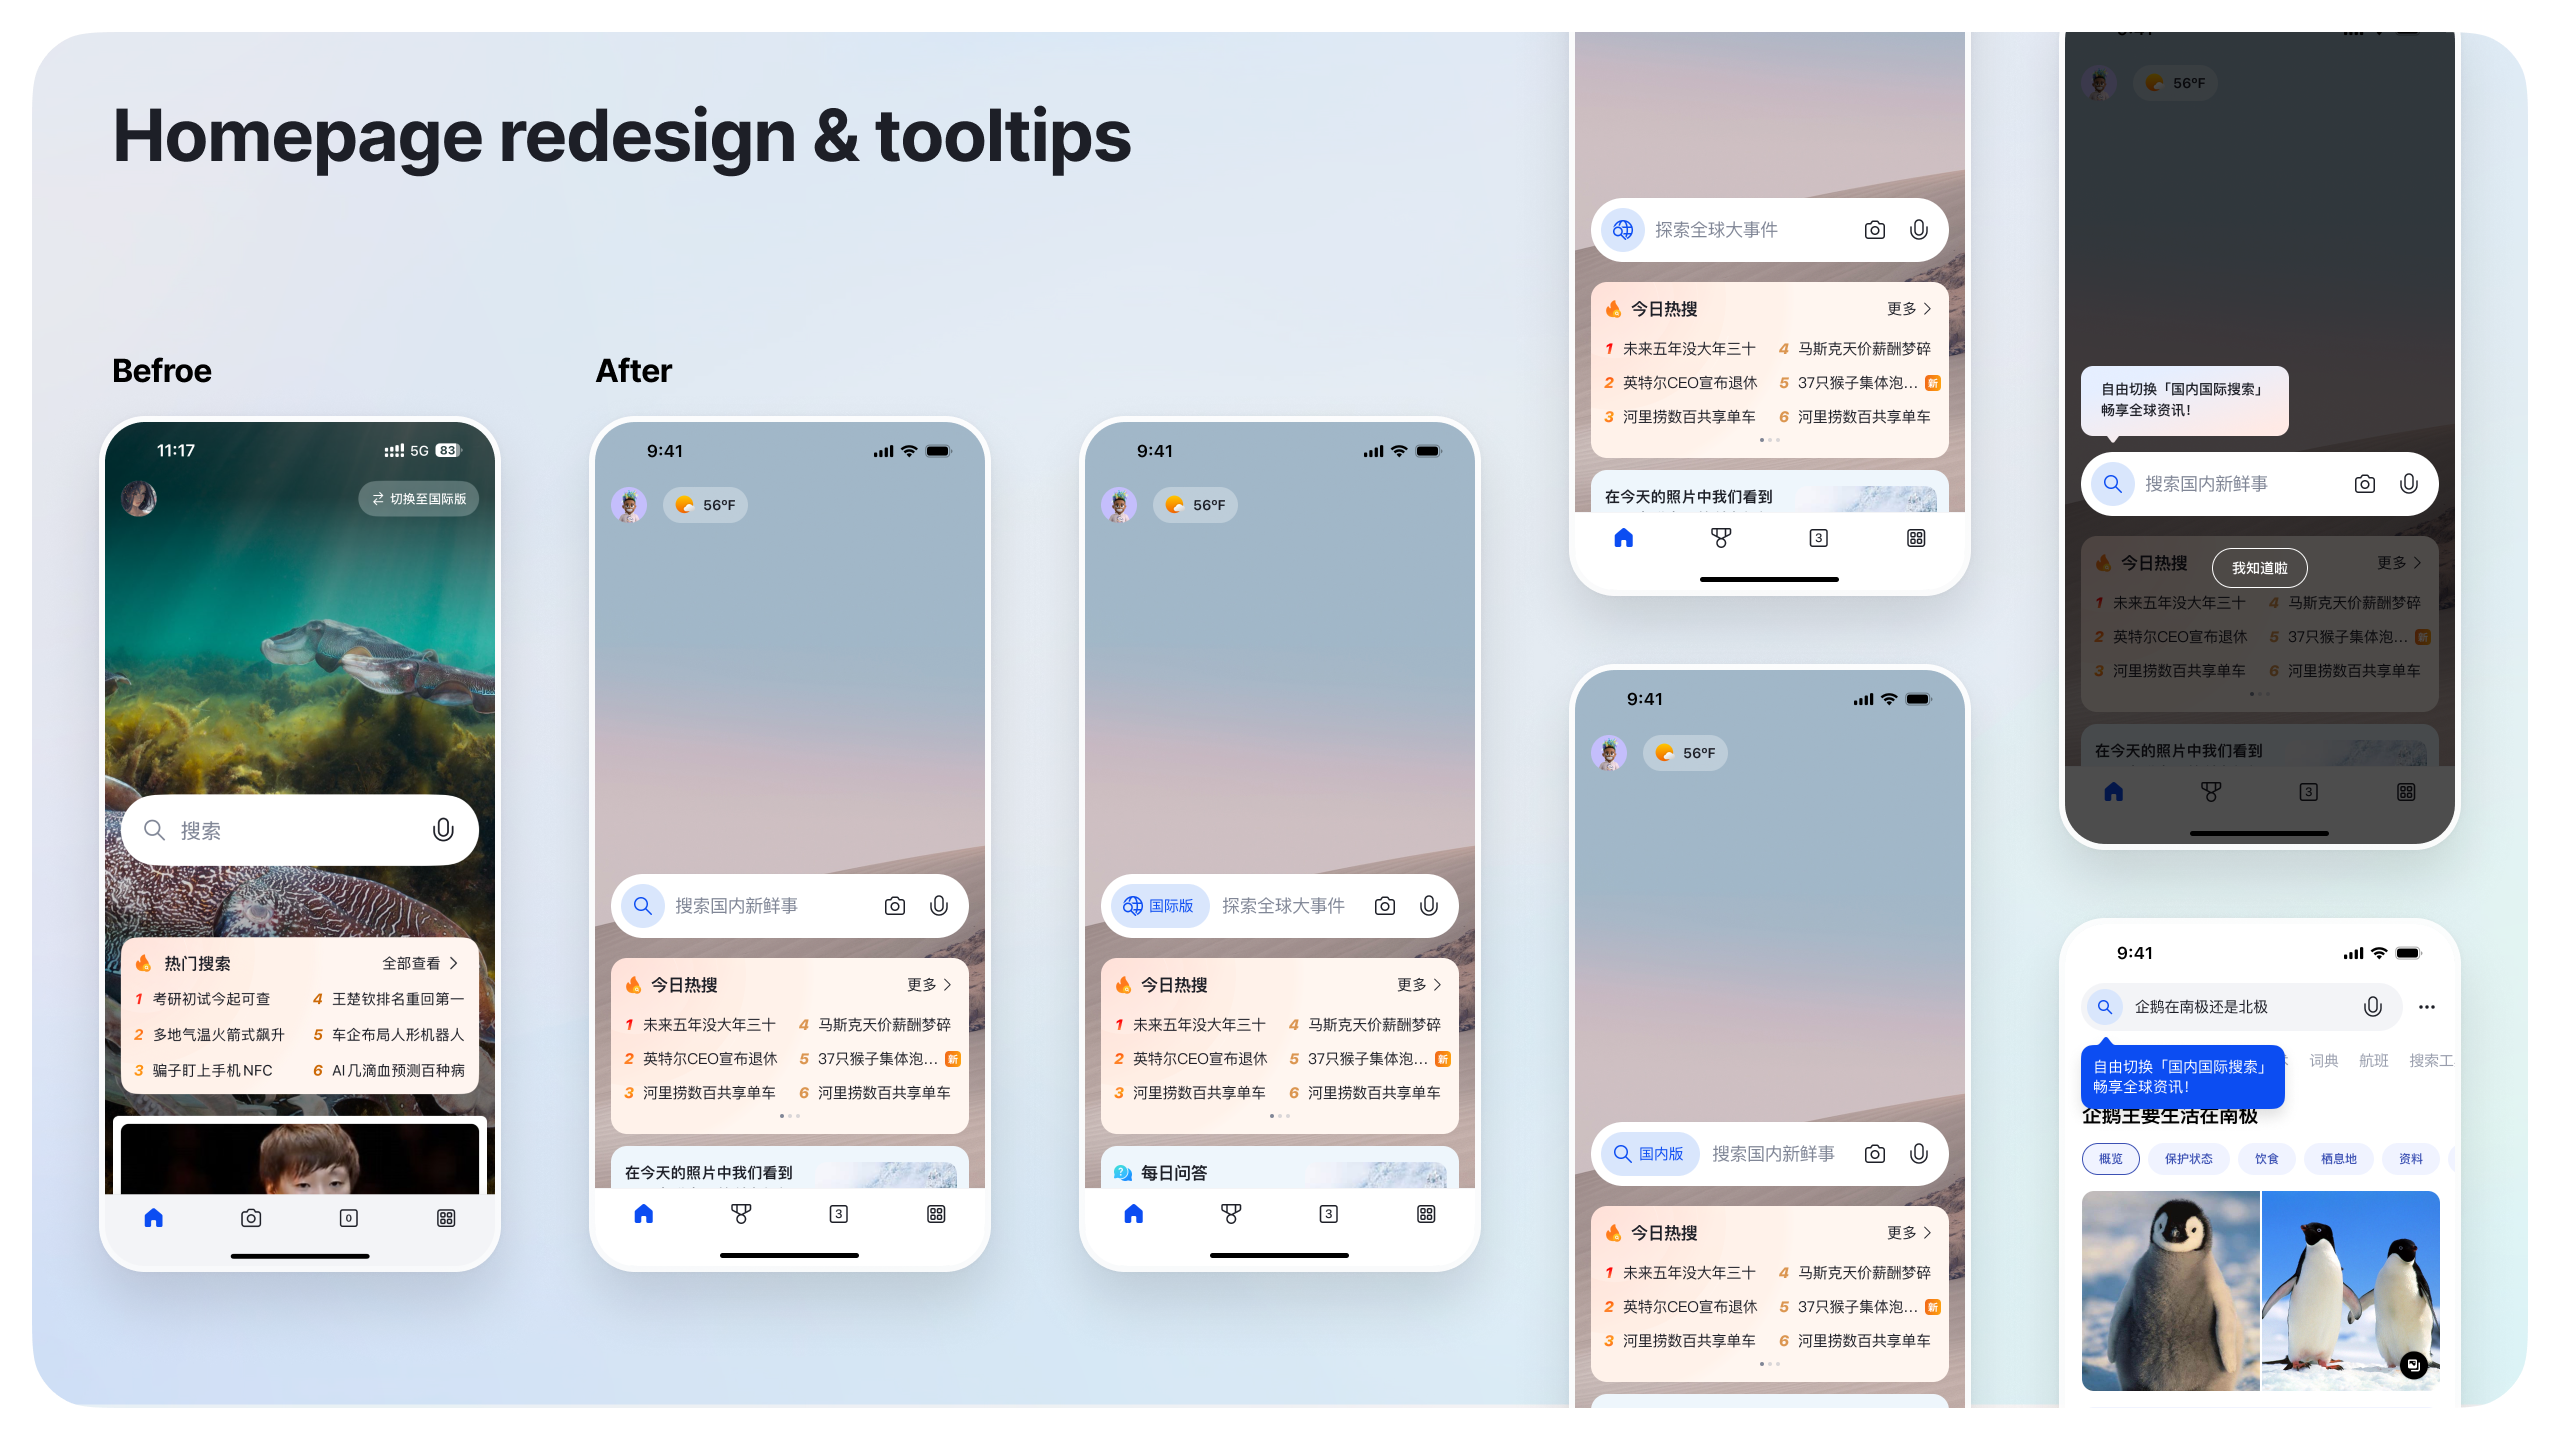 Homepage redesign & tooltips
Befroe
11:17
5G
83
切换至国际版
搜索
热门搜索
全部查看
1 考研初试今起可查
4 王楚钦排名重回第一
2 多地气温火箭式飙升
5 车企布局人形机器人
3 骗子盯上手机NFC
6 AI几滴血预测百种病
0
After
9:41
56°F
搜索国内新鲜事
今日热搜
更多
1 未来五年没大年三十
4 马斯克天价薪酬梦碎
2 英特尔CEO宣布退休
5 37只猴子集体泡... 新
3 河里捞数百共享单车
6 河里捞数百共享单车
在今天的照片中我们看到
3
9:41
56°F
国际版
探索全球大事件
今日热搜
更多
1 未来五年没大年三十
4 马斯克天价薪酬梦碎
2 英特尔CEO宣布退休
5 37只猴子集体泡... 新
3 河里捞数百共享单车
6 河里捞数百共享单车
每日问答
3
探索全球大事件
今日热搜
更多
1 未来五年没大年三十
4 马斯克天价薪酬梦碎
2 英特尔CEO宣布退休
5 37只猴子集体泡... 新
3 河里捞数百共享单车
6 河里捞数百共享单车
在今天的照片中我们看到
3
9:41
56°F
国内版
搜索国内新鲜事
今日热搜
更多
1 未来五年没大年三十
4 马斯克天价薪酬梦碎
2 英特尔CEO宣布退休
5 37只猴子集体泡... 新
3 河里捞数百共享单车
6 河里捞数百共享单车
56°F
自由切换「国内国际搜索」
畅享全球资讯！
搜索国内新鲜事
今日热搜
我知道啦
更多
1 未来五年没大年三十
4 马斯克天价薪酬梦碎
2 英特尔CEO宣布退休
5 37只猴子集体泡... 新
3 河里捞数百共享单车
6 河里捞数百共享单车
在今天的照片中我们看到
3
9:41
企鹅在南极还是北极
自由切换「国内国际搜索」
畅享全球资讯！
词典
航班
搜索工
企鹅主要生活在南极
概览
保护状态
饮食
栖息地
资料